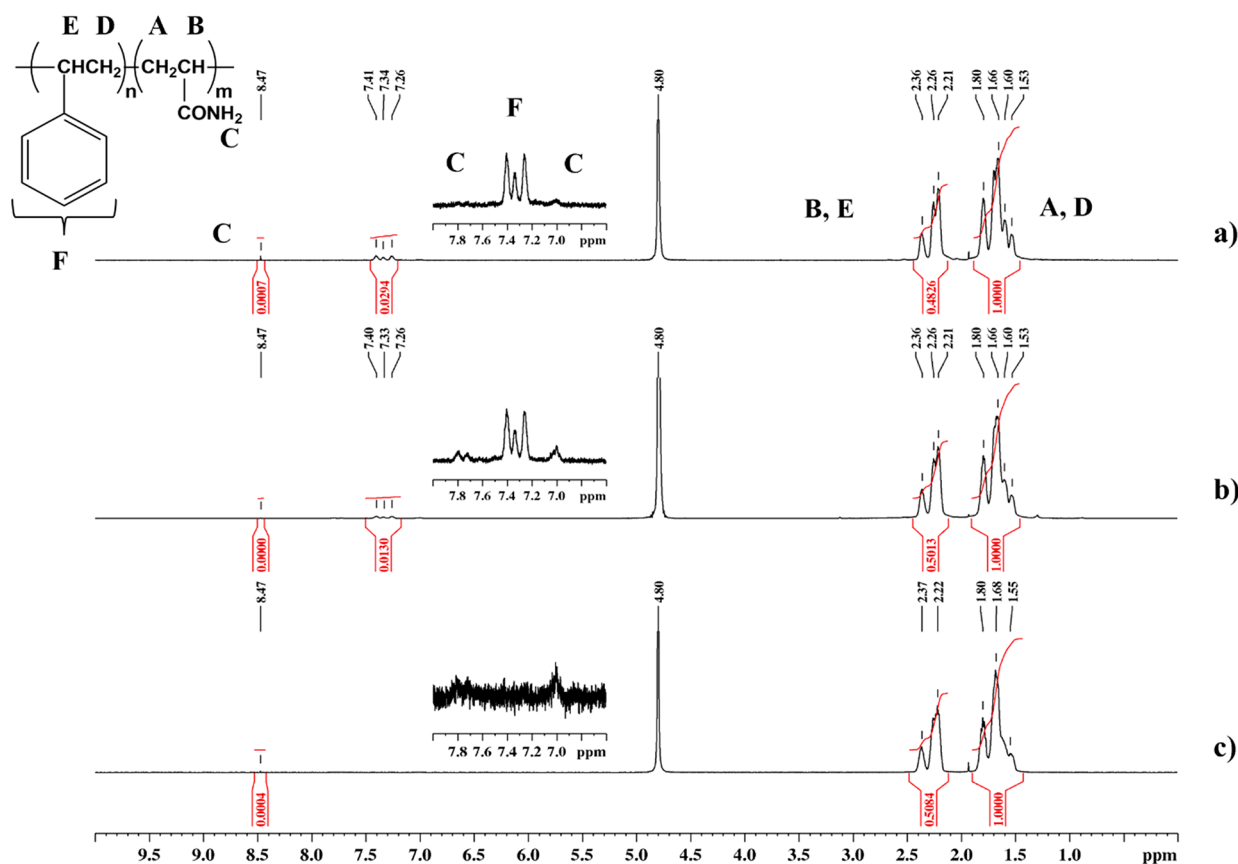 E D A B
CHCH₂ CH₂CH
n m
CONH₂
C
F
C
8.47
7.41 7.34 7.26
4.80
2.36 2.26 2.21
1.80 1.66 1.60 1.53
F
C C
7.8 7.4 7.2 7.0 ppm
B, E
A, D
a)
0.0007
0.0294
0.4826
1.0000
8.47
7.40 7.33 7.26
4.80
2.36 2.26 2.21
1.80 1.66 1.60 1.53
7.8 7.4 7.2 7.0 ppm
b)
0.0000
0.0130
0.5013
1.0000
8.47
4.80
2.37 2.22
1.80 1.68 1.55
7.8 7.4 7.2 7.0 ppm
c)
0.0004
0.5084
1.0000
9.5 9.0 8.5 8.0 7.5 7.0 6.5 6.0 5.5 5.0 4.5 4.0 3.5 3.0 2.5 2.0 1.5 1.0 ppm